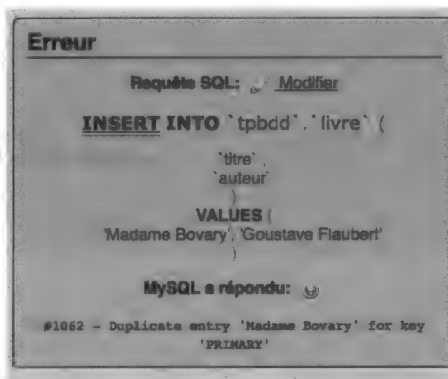 Erreur
Requête SQL: Modifier
INSERT INTO `tpbdd`.`livre` (
`titre` ,
`auteur`
)
VALUES (
'Madame Bovary', 'Goustave Flaubert'
)
MySQL a répondu:
#1062 - Duplicate entry 'Madame Bovary' for key
'PRIMARY'